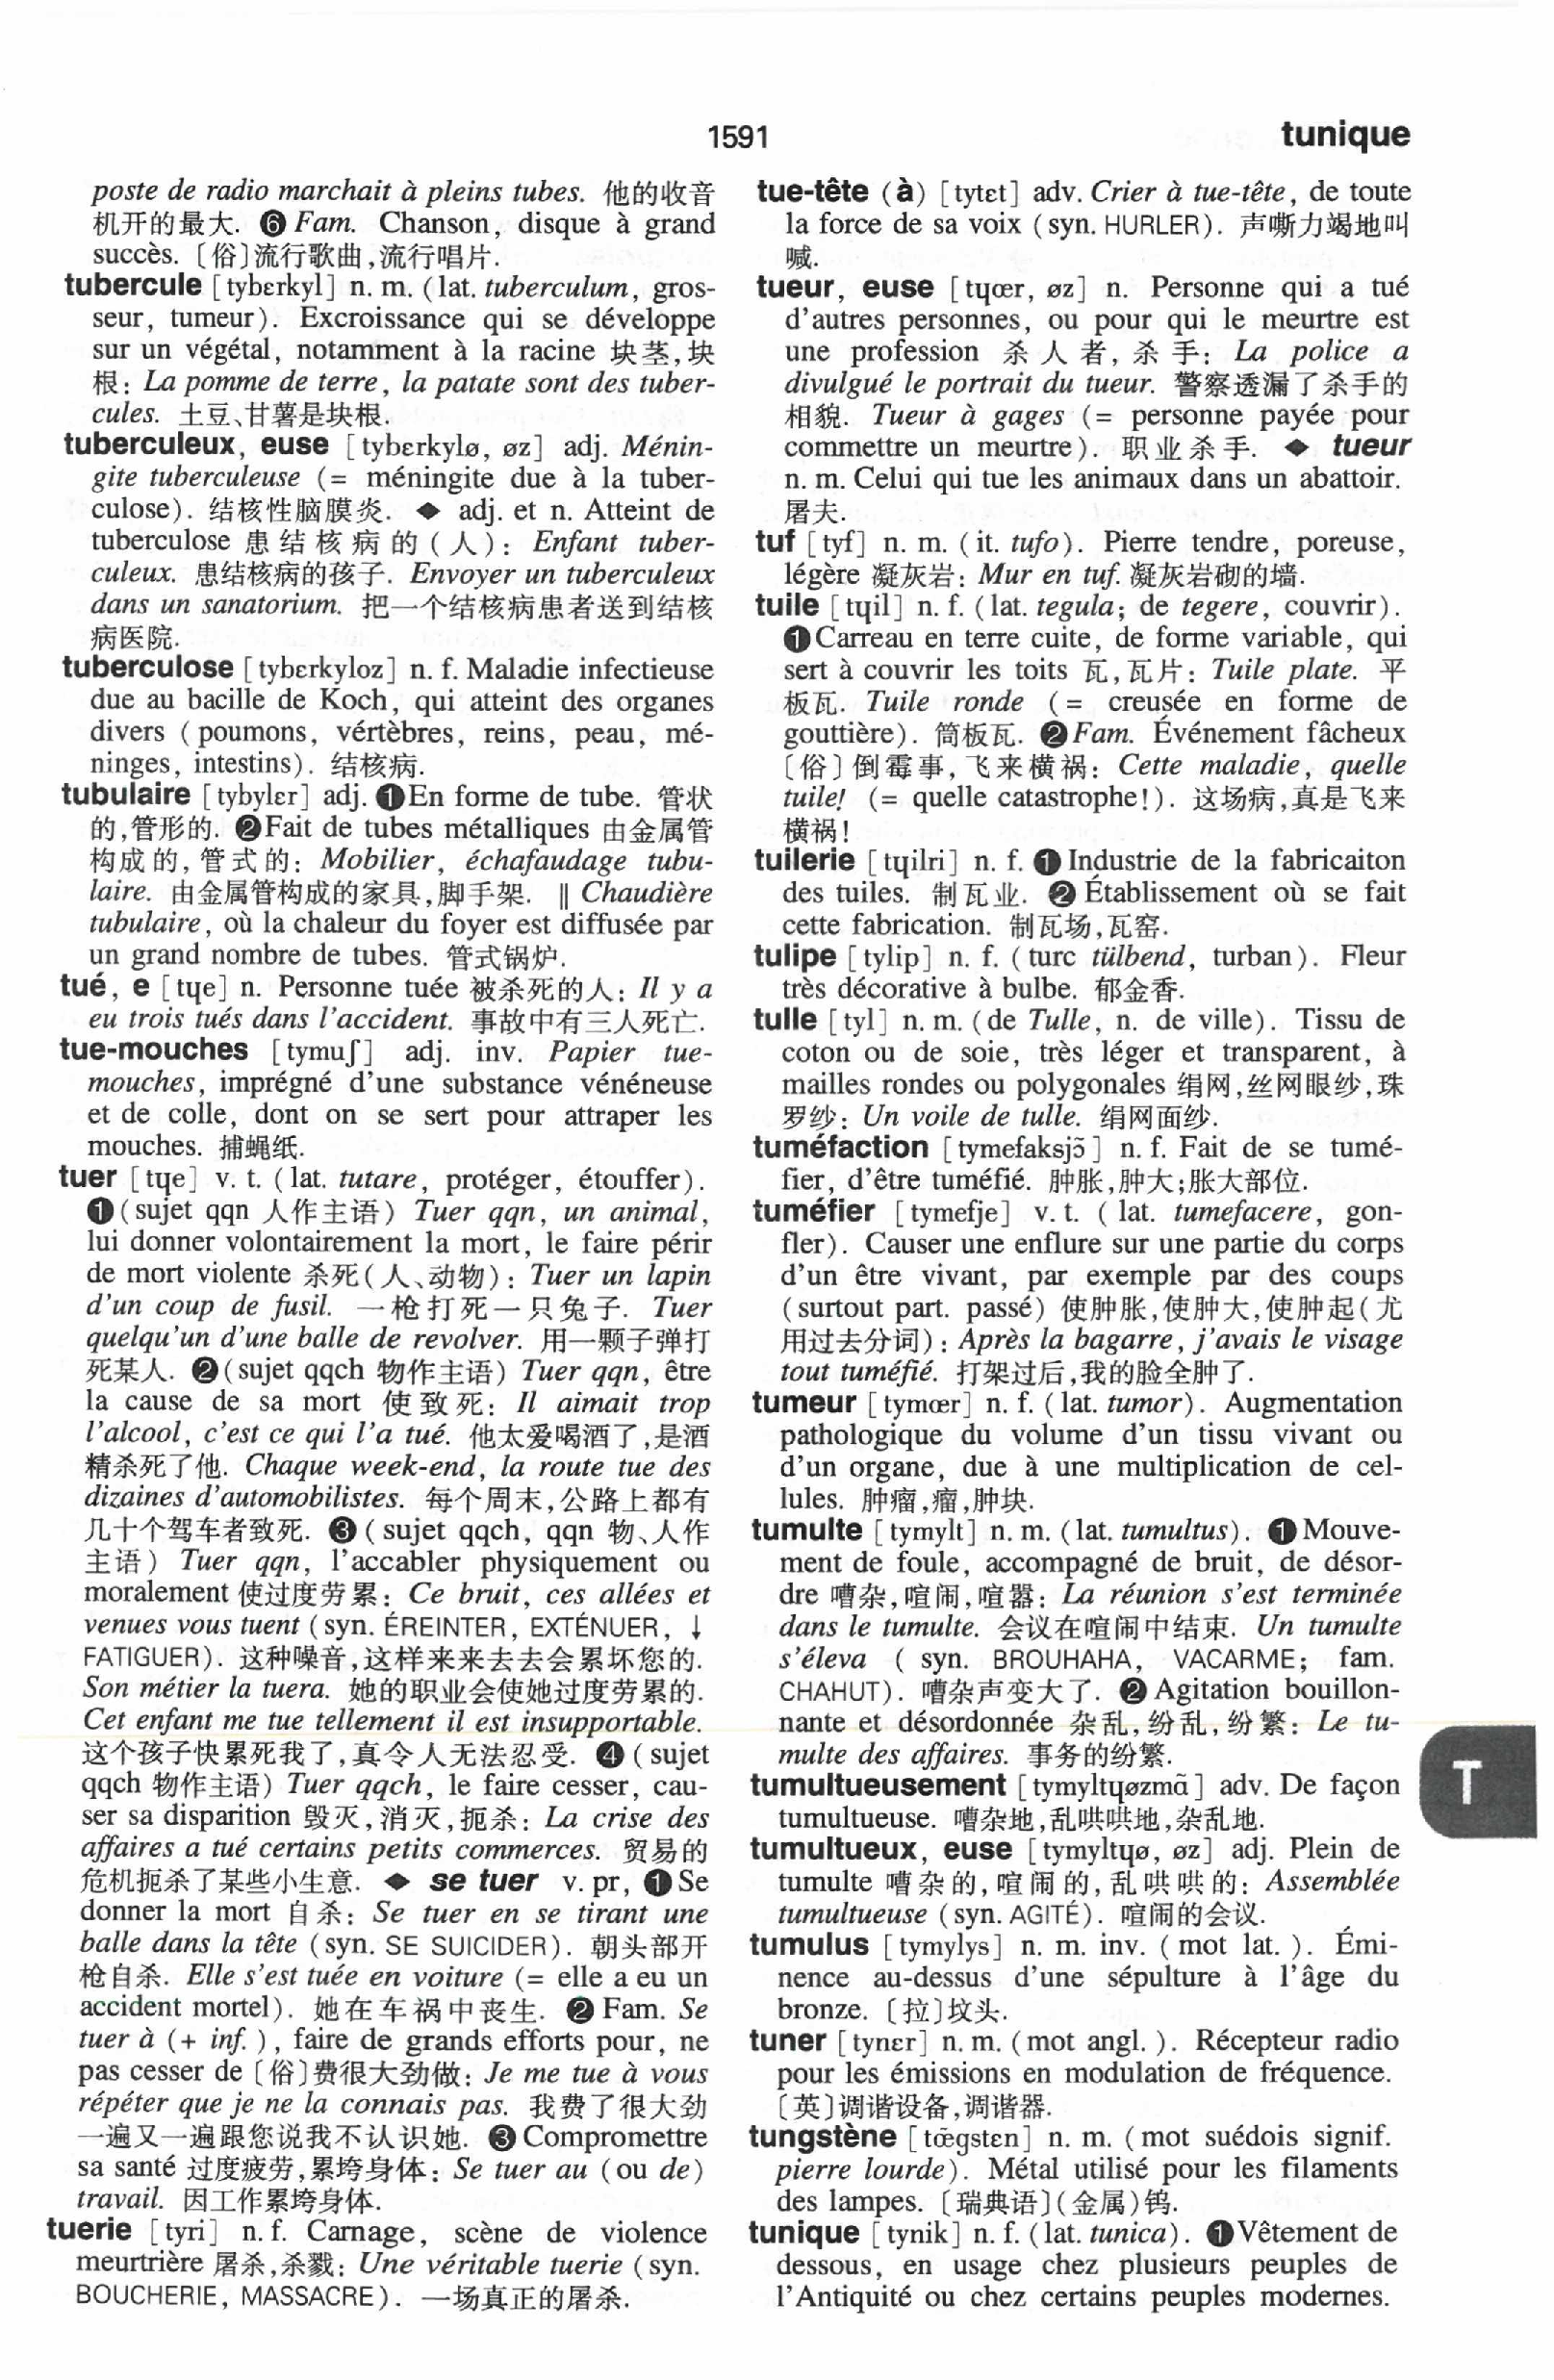 1591
tunique
poste de radio marchait à pleins tubes. 他的收音
机开的最大. ❻ Fam. Chanson, disque à grand
succès. 〔俗〕流行歌曲,流行唱片.
tubercule [tybɛrkyl] n. m. (lat. tuberculum, gros-
seur, tumeur). Excroissance qui se développe
sur un végétal, notamment à la racine 块茎,块
根: La pomme de terre, la patate sont des tuber-
cules. 土豆、甘薯是块根.
tuberculeux, euse [tybɛrkylø, øz] adj. Ménin-
gite tuberculeuse (= méningite due à la tuber-
culose). 结核性脑膜炎. ◆ adj. et n. Atteint de
tuberculose 患结核病的(人): Enfant tuber-
culeux. 患结核病的孩子. Envoyer un tuberculeux
dans un sanatorium. 把一个结核病患者送到结核
病医院.
tuberculose [tybɛrkyloz] n. f. Maladie infectieuse
due au bacille de Koch, qui atteint des organes
divers (poumons, vértèbres, reins, peau, mé-
ninges, intestins). 结核病.
tubulaire [tybylɛr] adj. ❶En forme de tube. 管状
的,管形的. ❷Fait de tubes métalliques 由金属管
构成的,管式的: Mobilier, échafaudage tubu-
laire. 由金属管构成的家具,脚手架. ‖ Chaudière
tubulaire, où la chaleur du foyer est diffusée par
un grand nombre de tubes. 管式锅炉.
tué, e [tɥe] n. Personne tuée 被杀死的人: Il y a
eu trois tués dans l'accident. 事故中有三人死亡.
tue-mouches [tymuʃ] adj. inv. Papier tue-
mouches, imprégné d'une substance vénéneuse
et de colle, dont on se sert pour attraper les
mouches. 捕蝇纸.
tuer [tɥe] v. t. (lat. tutare, protéger, étouffer).
❶(sujet qqn 人作主语) Tuer qqn, un animal,
lui donner volontairement la mort, le faire périr
de mort violente 杀死(人、动物): Tuer un lapin
d'un coup de fusil. 一枪打死一只兔子. Tuer
quelqu'un d'une balle de revolver. 用一颗子弹打
死某人. ❷(sujet qqch 物作主语) Tuer qqn, être
la cause de sa mort 使致死: Il aimait trop
l'alcool, c'est ce qui l'a tué. 他太爱喝酒了,是酒
精杀死了他. Chaque week-end, la route tue des
dizaines d'automobilistes. 每个周末,公路上都有
几十个驾车者致死. ❸(sujet qqch, qqn 物、人作
主语) Tuer qqn, l'accabler physiquement ou
moralement 使过度劳累: Ce bruit, ces allées et
venues vous tuent (syn. ÉREINTER, EXTÉNUER, ↓
FATIGUER). 这种噪音,这样来来去去会累坏您的.
Son métier la tuera. 她的职业会使她过度劳累的.
Cet enfant me tue tellement il est insupportable.
这个孩子快累死我了,真令人无法忍受. ❹(sujet
qqch 物作主语) Tuer qqch, le faire cesser, cau-
ser sa disparition 毁灭,消灭,扼杀: La crise des
affaires a tué certains petits commerces. 贸易的
危机扼杀了某些小生意. ◆ se tuer v. pr, ❶Se
donner la mort 自杀: Se tuer en se tirant une
balle dans la tête (syn. SE SUICIDER). 朝头部开
枪自杀. Elle s'est tuée en voiture (= elle a eu un
accident mortel). 她在车祸中丧生. ❷ Fam. Se
tuer à (+ inf.), faire de grands efforts pour, ne
pas cesser de〔俗〕费很大劲做: Je me tue à vous
répéter que je ne la connais pas. 我费了很大劲
一遍又一遍跟您说我不认识她. ❸Compromettre
sa santé 过度疲劳,累垮身体: Se tuer au (ou de)
travail. 因工作累垮身体.
tuerie [tyri] n. f. Carnage, scène de violence
meurtrière 屠杀,杀戮: Une véritable tuerie (syn.
BOUCHERIE, MASSACRE). 一场真正的屠杀.
tue-tête (à) [tytɛt] adv. Crier à tue-tête, de toute
la force de sa voix (syn. HURLER). 声嘶力竭地叫
喊.
tueur, euse [tɥœr, øz] n. Personne qui a tué
d'autres personnes, ou pour qui le meurtre est
une profession 杀人者,杀手: La police a
divulgué le portrait du tueur. 警察透漏了杀手的
相貌. Tueur à gages (= personne payée pour
commettre un meurtre). 职业杀手. ◆ tueur
n. m. Celui qui tue les animaux dans un abattoir.
屠夫.
tuf [tyf] n. m. (it. tufo). Pierre tendre, poreuse,
légère 凝灰岩: Mur en tuf. 凝灰岩砌的墙.
tuile [tɥil] n. f. (lat. tegula; de tegere, couvrir).
❶Carreau en terre cuite, de forme variable, qui
sert à couvrir les toits 瓦,瓦片: Tuile plate. 平
板瓦. Tuile ronde (= creusée en forme de
gouttière). 筒板瓦. ❷Fam. Événement fâcheux
〔俗〕倒霉事,飞来横祸: Cette maladie, quelle
tuile! (= quelle catastrophe!). 这场病,真是飞来
横祸!
tuilerie [tɥilri] n. f. ❶Industrie de la fabricaiton
des tuiles. 制瓦业. ❷Établissement où se fait
cette fabrication. 制瓦场,瓦窑.
tulipe [tylip] n. f. (turc tülbend, turban). Fleur
très décorative à bulbe. 郁金香.
tulle [tyl] n. m. (de Tulle, n. de ville). Tissu de
coton ou de soie, très léger et transparent, à
mailles rondes ou polygonales 绢网,丝网眼纱,珠
罗纱: Un voile de tulle. 绢网面纱.
tuméfaction [tymefaksjɔ̃] n. f. Fait de se tumé-
fier, d'être tuméfié. 肿胀,肿大;胀大部位.
tuméfier [tymefje] v. t. (lat. tumefacere, gon-
fler). Causer une enflure sur une partie du corps
d'un être vivant, par exemple par des coups
(surtout part. passé) 使肿胀,使肿大,使肿起(尤
用过去分词): Après la bagarre, j'avais le visage
tout tuméfié. 打架过后,我的脸全肿了.
tumeur [tymœr] n. f. (lat. tumor). Augmentation
pathologique du volume d'un tissu vivant ou
d'un organe, due à une multiplication de cel-
lules. 肿瘤,瘤,肿块.
tumulte [tymylt] n. m. (lat. tumultus). ❶Mouve-
ment de foule, accompagné de bruit, de désor-
dre 嘈杂,喧闹,喧嚣: La réunion s'est terminée
dans le tumulte. 会议在喧闹中结束. Un tumulte
s'éleva ( syn. BROUHAHA, VACARME; fam.
CHAHUT). 嘈杂声变大了. ❷Agitation bouillon-
nante et désordonnée 杂乱,纷乱,纷繁: Le tu-
multe des affaires. 事务的纷繁.
T
tumultueusement [tymyltɥøzmɑ̃] adv. De façon
tumultueuse. 嘈杂地,乱哄哄地,杂乱地.
tumultueux, euse [tymyltɥø, øz] adj. Plein de
tumulte 嘈杂的,喧闹的,乱哄哄的: Assemblée
tumultueuse (syn. AGITÉ). 喧闹的会议.
tumulus [tymylys] n. m. inv. (mot lat.). Émi-
nence au-dessus d'une sépulture à l'âge du
bronze. 〔拉〕坟头.
tuner [tynɛr] n. m. (mot angl.). Récepteur radio
pour les émissions en modulation de fréquence.
〔英〕调谐设备,调谐器.
tungstène [tœ̃gstɛn] n. m. (mot suédois signif.
pierre lourde). Métal utilisé pour les filaments
des lampes. 〔瑞典语〕(金属)钨.
tunique [tynik] n. f. (lat. tunica). ❶Vêtement de
dessous, en usage chez plusieurs peuples de
l'Antiquité ou chez certains peuples modernes.